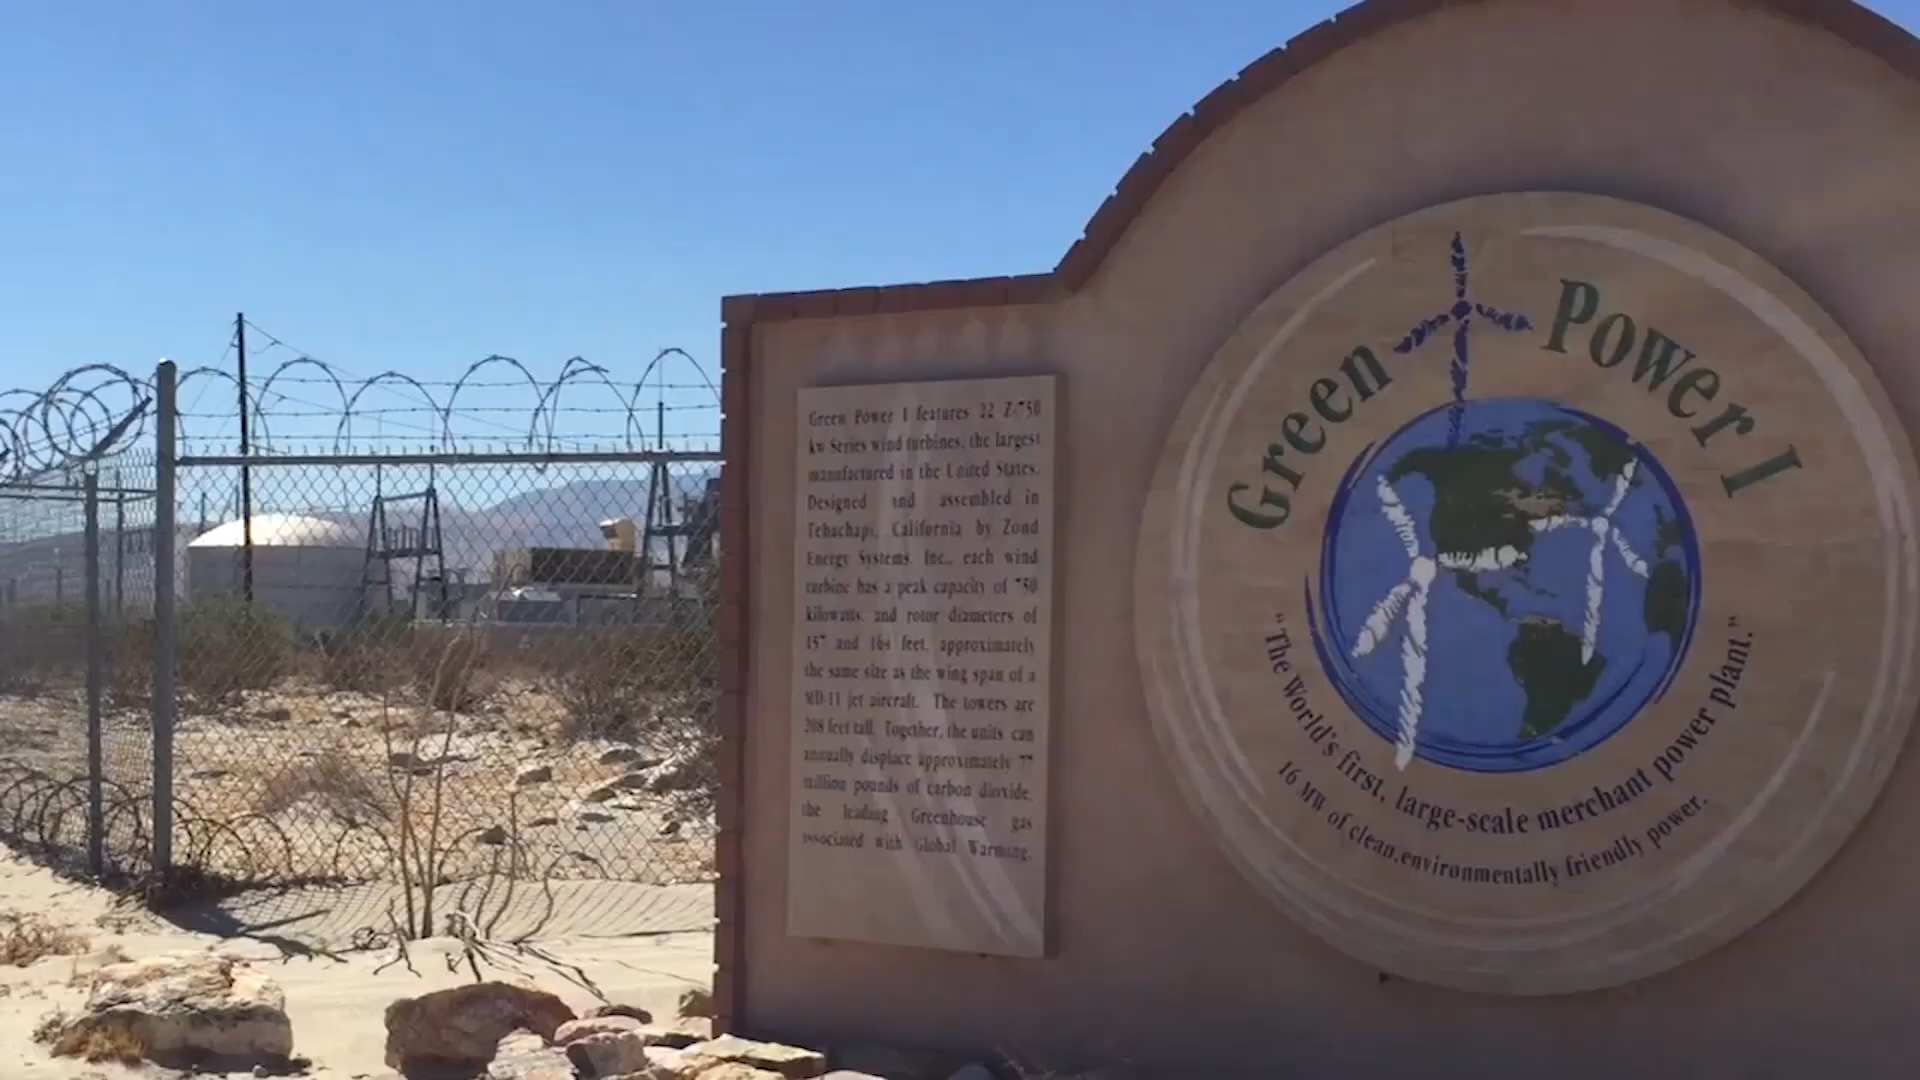 Green Power I features 22 Z-750
kw Series wind turbines, the largest
manufactured in the United States.
Designed and assembled in
Tehachapi, California by Zond
Energy Systems, Inc., each wind
turbine has a peak capacity of 750
kilowatts, and rotor diameters of
157 and 164 feet, approximately
the same size as the wing span of a
MD-11 jet aircraft. The towers are
208 feet tall. Together, the units can
annually displace approximately 77
million pounds of carbon dioxide,
the leading Greenhouse gas
associated with Global Warming.
Green Power I
"The World's first, large-scale merchant power plant."
16 MW of clean, environmentally friendly power.